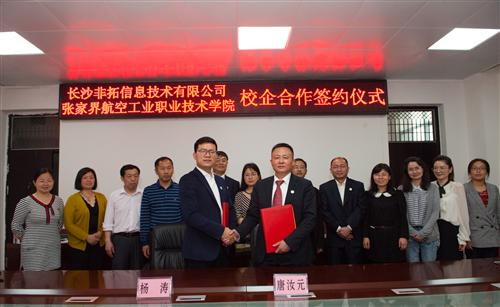 长沙非拓信息技术有限公司
张家界航空工业职业技术学院
校企合作签约仪式
杨涛
唐汝元